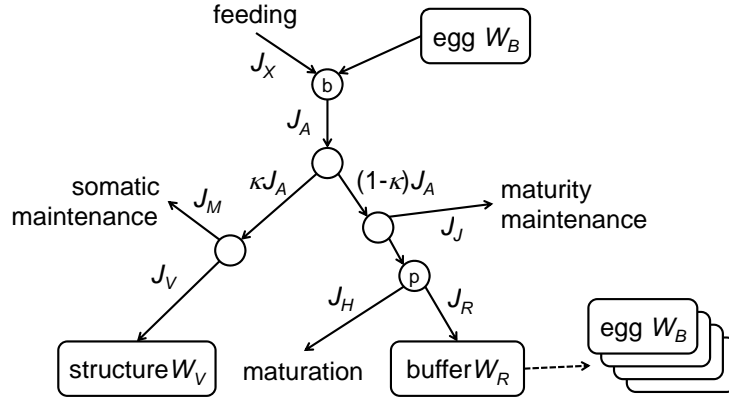 feeding
egg W_B
J_X
b
J_A
κJ_A
(1-κ)J_A
somatic
maintenance
J_M
maturity
maintenance
J_J
p
J_V
J_H
J_R
structure W_V
maturation
buffer W_R
egg W_B